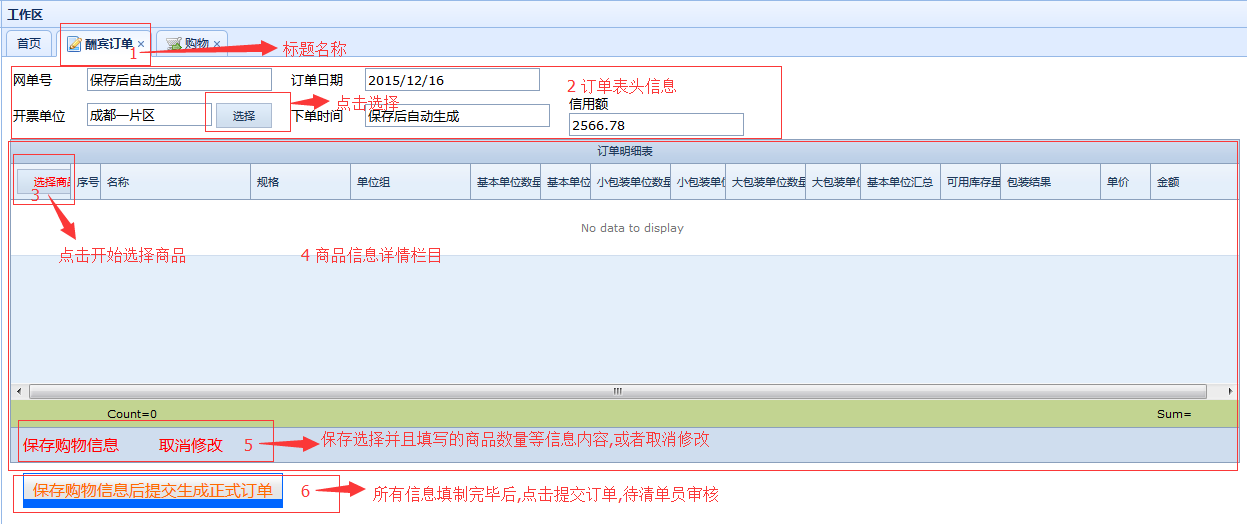 工作区
首页 酬宾订单 × 购物 ×
1 标题名称
网单号 保存后自动生成 订单日期 2015/12/16 2 订单表头信息
开票单位 成都一片区 选择 点击选择 下单时间 保存后自动生成 信用额
2566.78
订单明细表
选择商品 序号 名称 规格 单位组 基本单位数量 基本单位 小包装单位数量 小包装单位 大包装单位数量 大包装单位 基本单位汇总 可用库存量 包装结果 单价 金额
3
No data to display
点击开始选择商品 4 商品信息详情栏目
Count=0 Sum=
保存购物信息 取消修改 5 保存选择并且填写的商品数量等信息内容,或者取消修改
保存购物信息后提交生成正式订单 6 所有信息填制完毕后,点击提交订单,待清单员审核